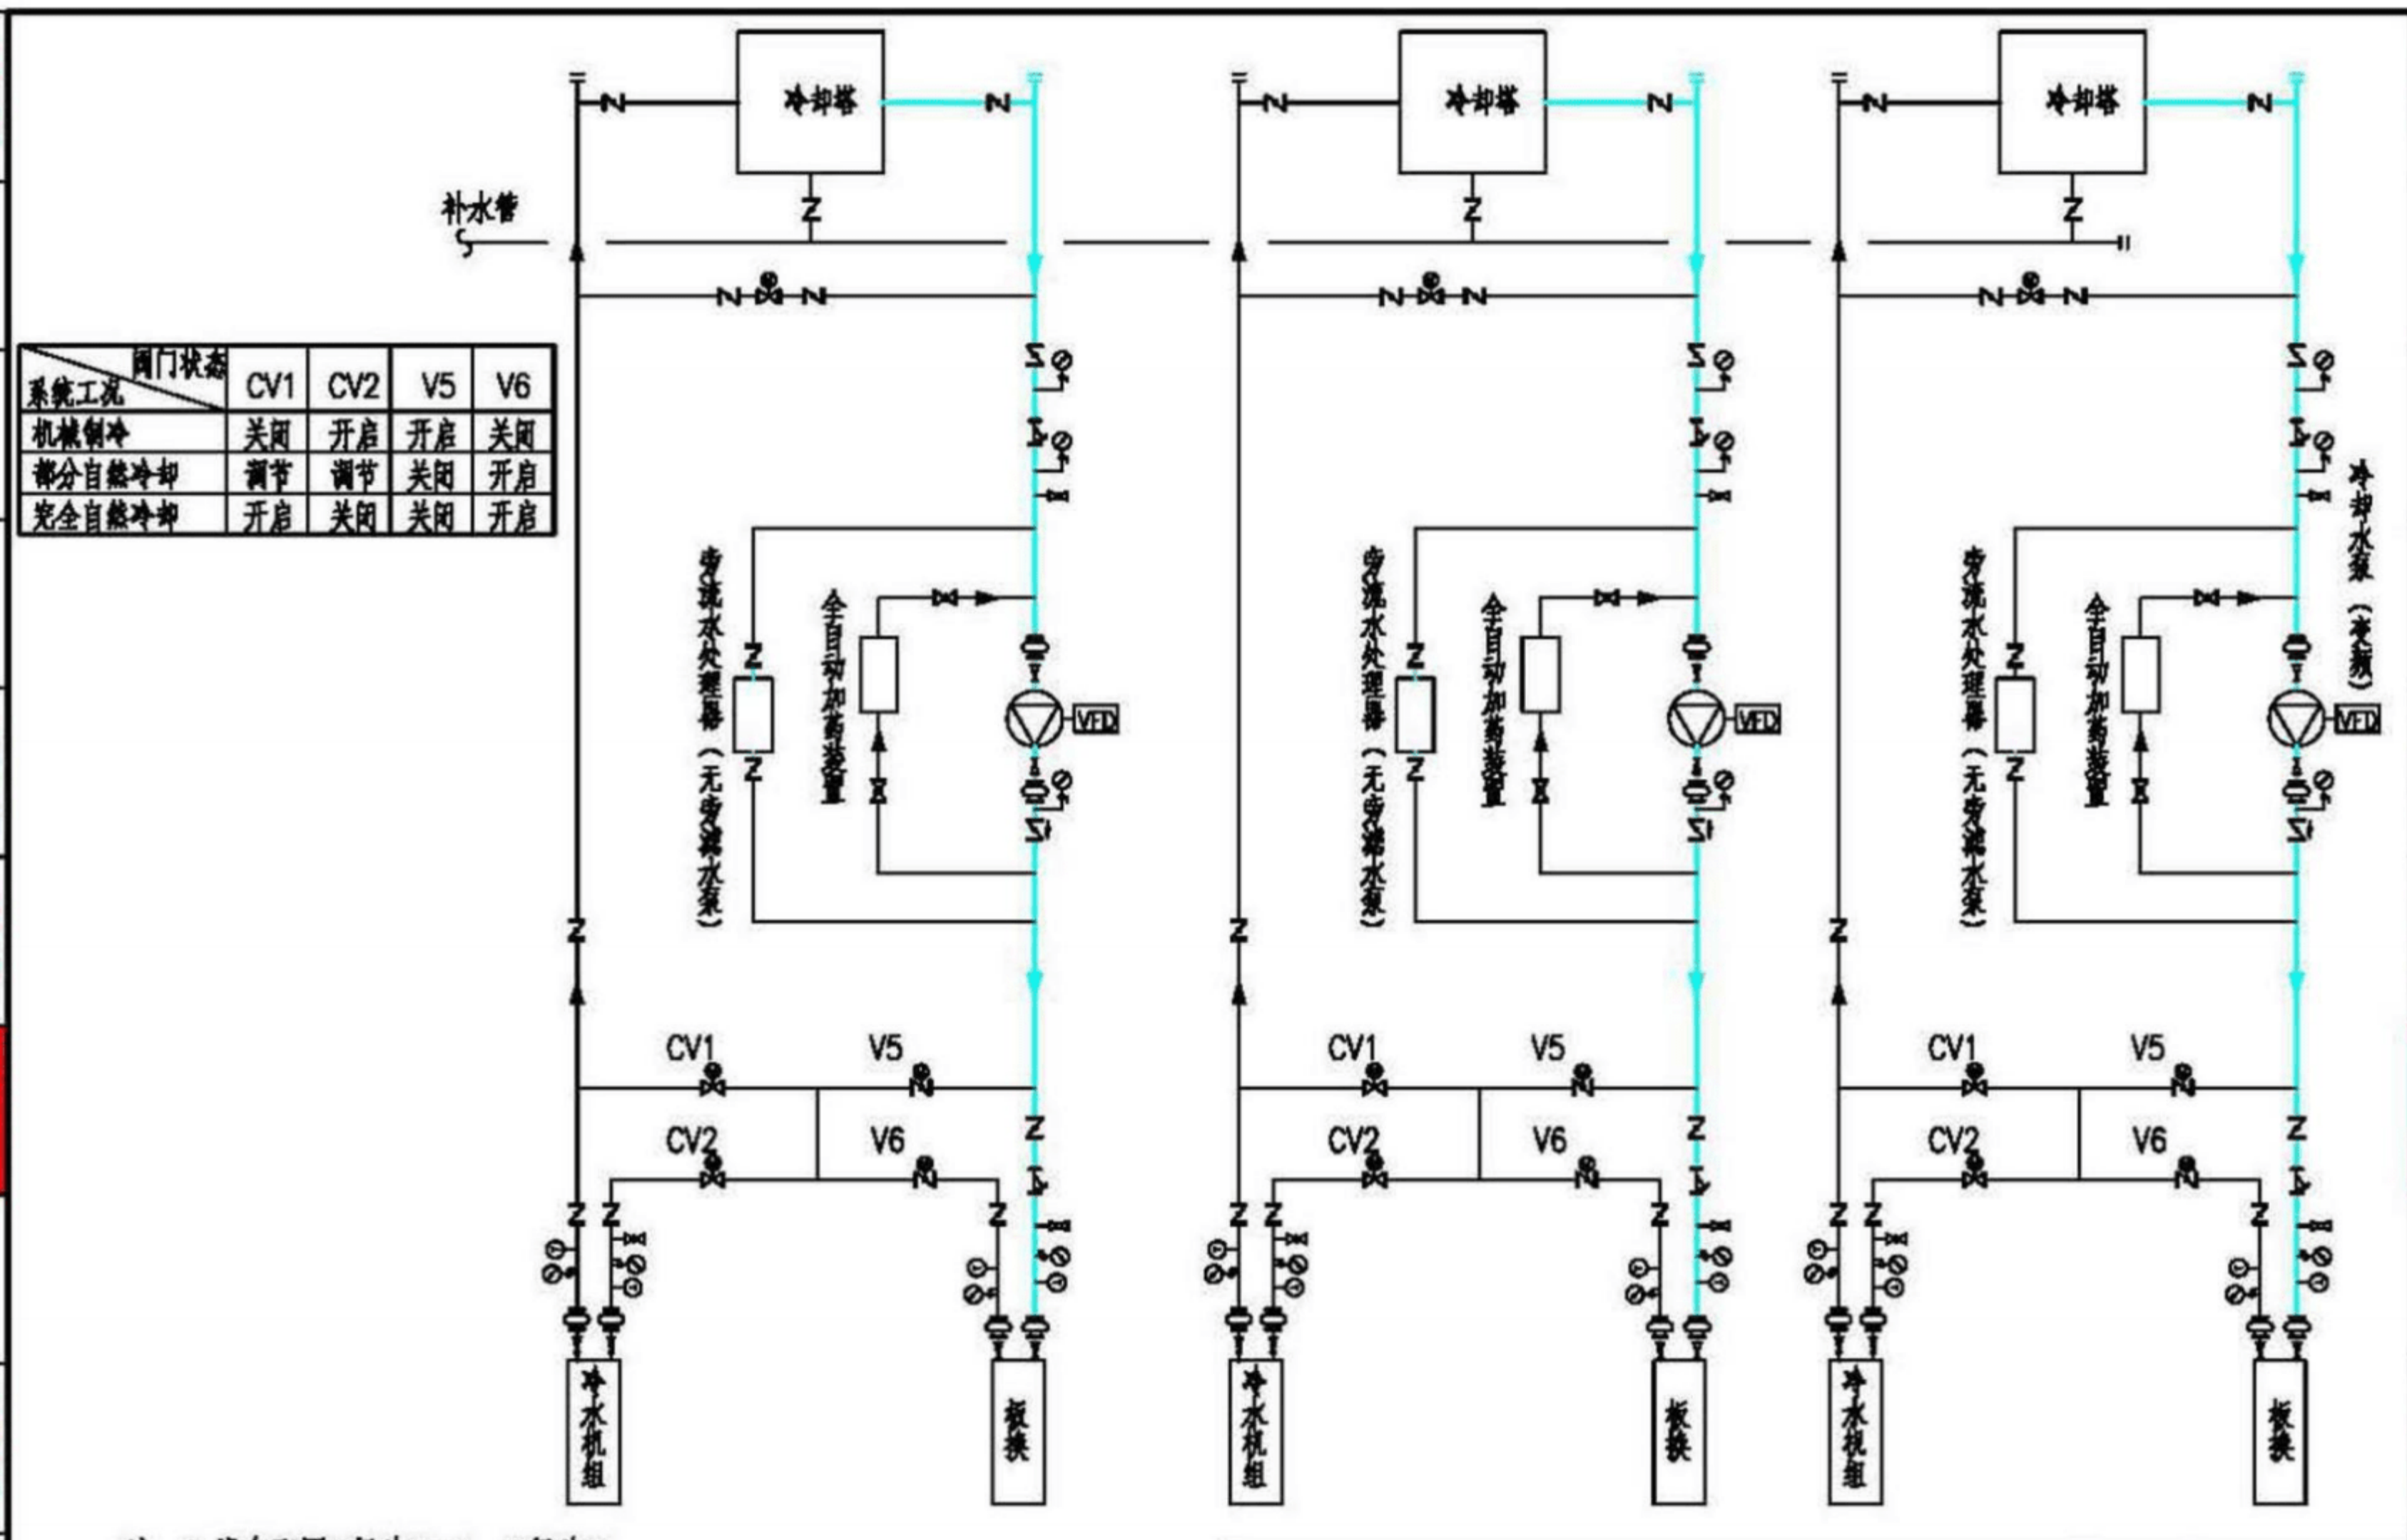 冷却塔
冷却塔
冷却塔
补水管
阀门状态
系统工况
CV1 CV2 V5 V6
机械制冷 关闭 开启 开启 关闭
部分自然冷却 调节 调节 关闭 开启
完全自然冷却 开启 关闭 关闭 开启
旁流水处理器(无旁滤水泵)
全自动加药装置
VFD
旁流水处理器(无旁滤水泵)
全自动加药装置
VFD
旁流水处理器(无旁滤水泵)
全自动加药装置
VFD
冷却水泵(变频)
CV1 V5
CV2 V6
CV1 V5
CV2 V6
CV1 V5
CV2 V6
冷水机组
板换
冷水机组
板换
冷水机组
板换